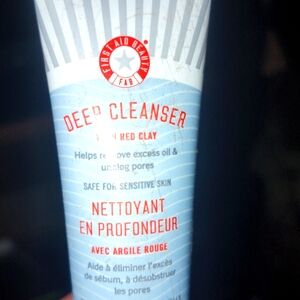 FIRST AID BEAUTY
FAB
DEEP CLEANSER
WITH RED CLAY
Helps remove excess oil &
unclog pores
SAFE FOR SENSITIVE SKIN
NETTOYANT
EN PROFONDEUR
AVEC ARGILE ROUGE
Aide à éliminer l'excès
de sébum, à désobstruer
les pores